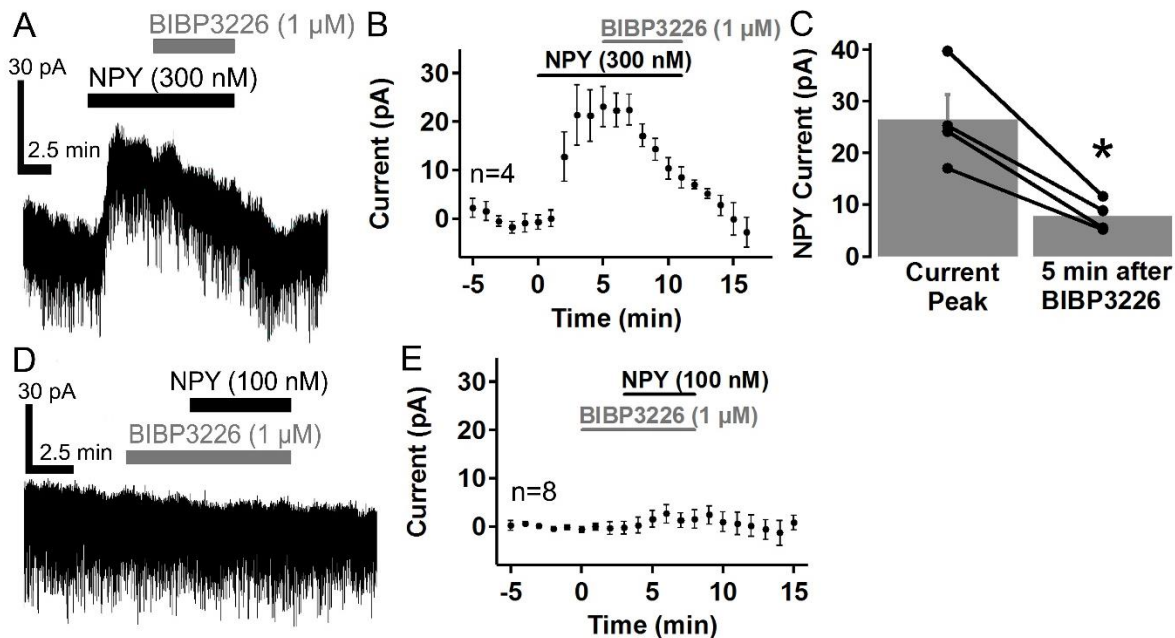 A
BIBP3226 (1 µM)
30 pA
NPY (300 nM)
2.5 min
B
BIBP3226 (1 µM)
NPY (300 nM)
Current (pA)
30
20
10
0
n=4
-5 0 5 10 15
Time (min)
C
NPY Current (pA)
40
30
20
10
0
*
Current
Peak
5 min after
BIBP3226
D
30 pA
NPY (100 nM)
BIBP3226 (1 µM)
2.5 min
E
NPY (100 nM)
BIBP3226 (1 µM)
Current (pA)
30
20
10
0
n=8
-5 0 5 10 15
Time (min)